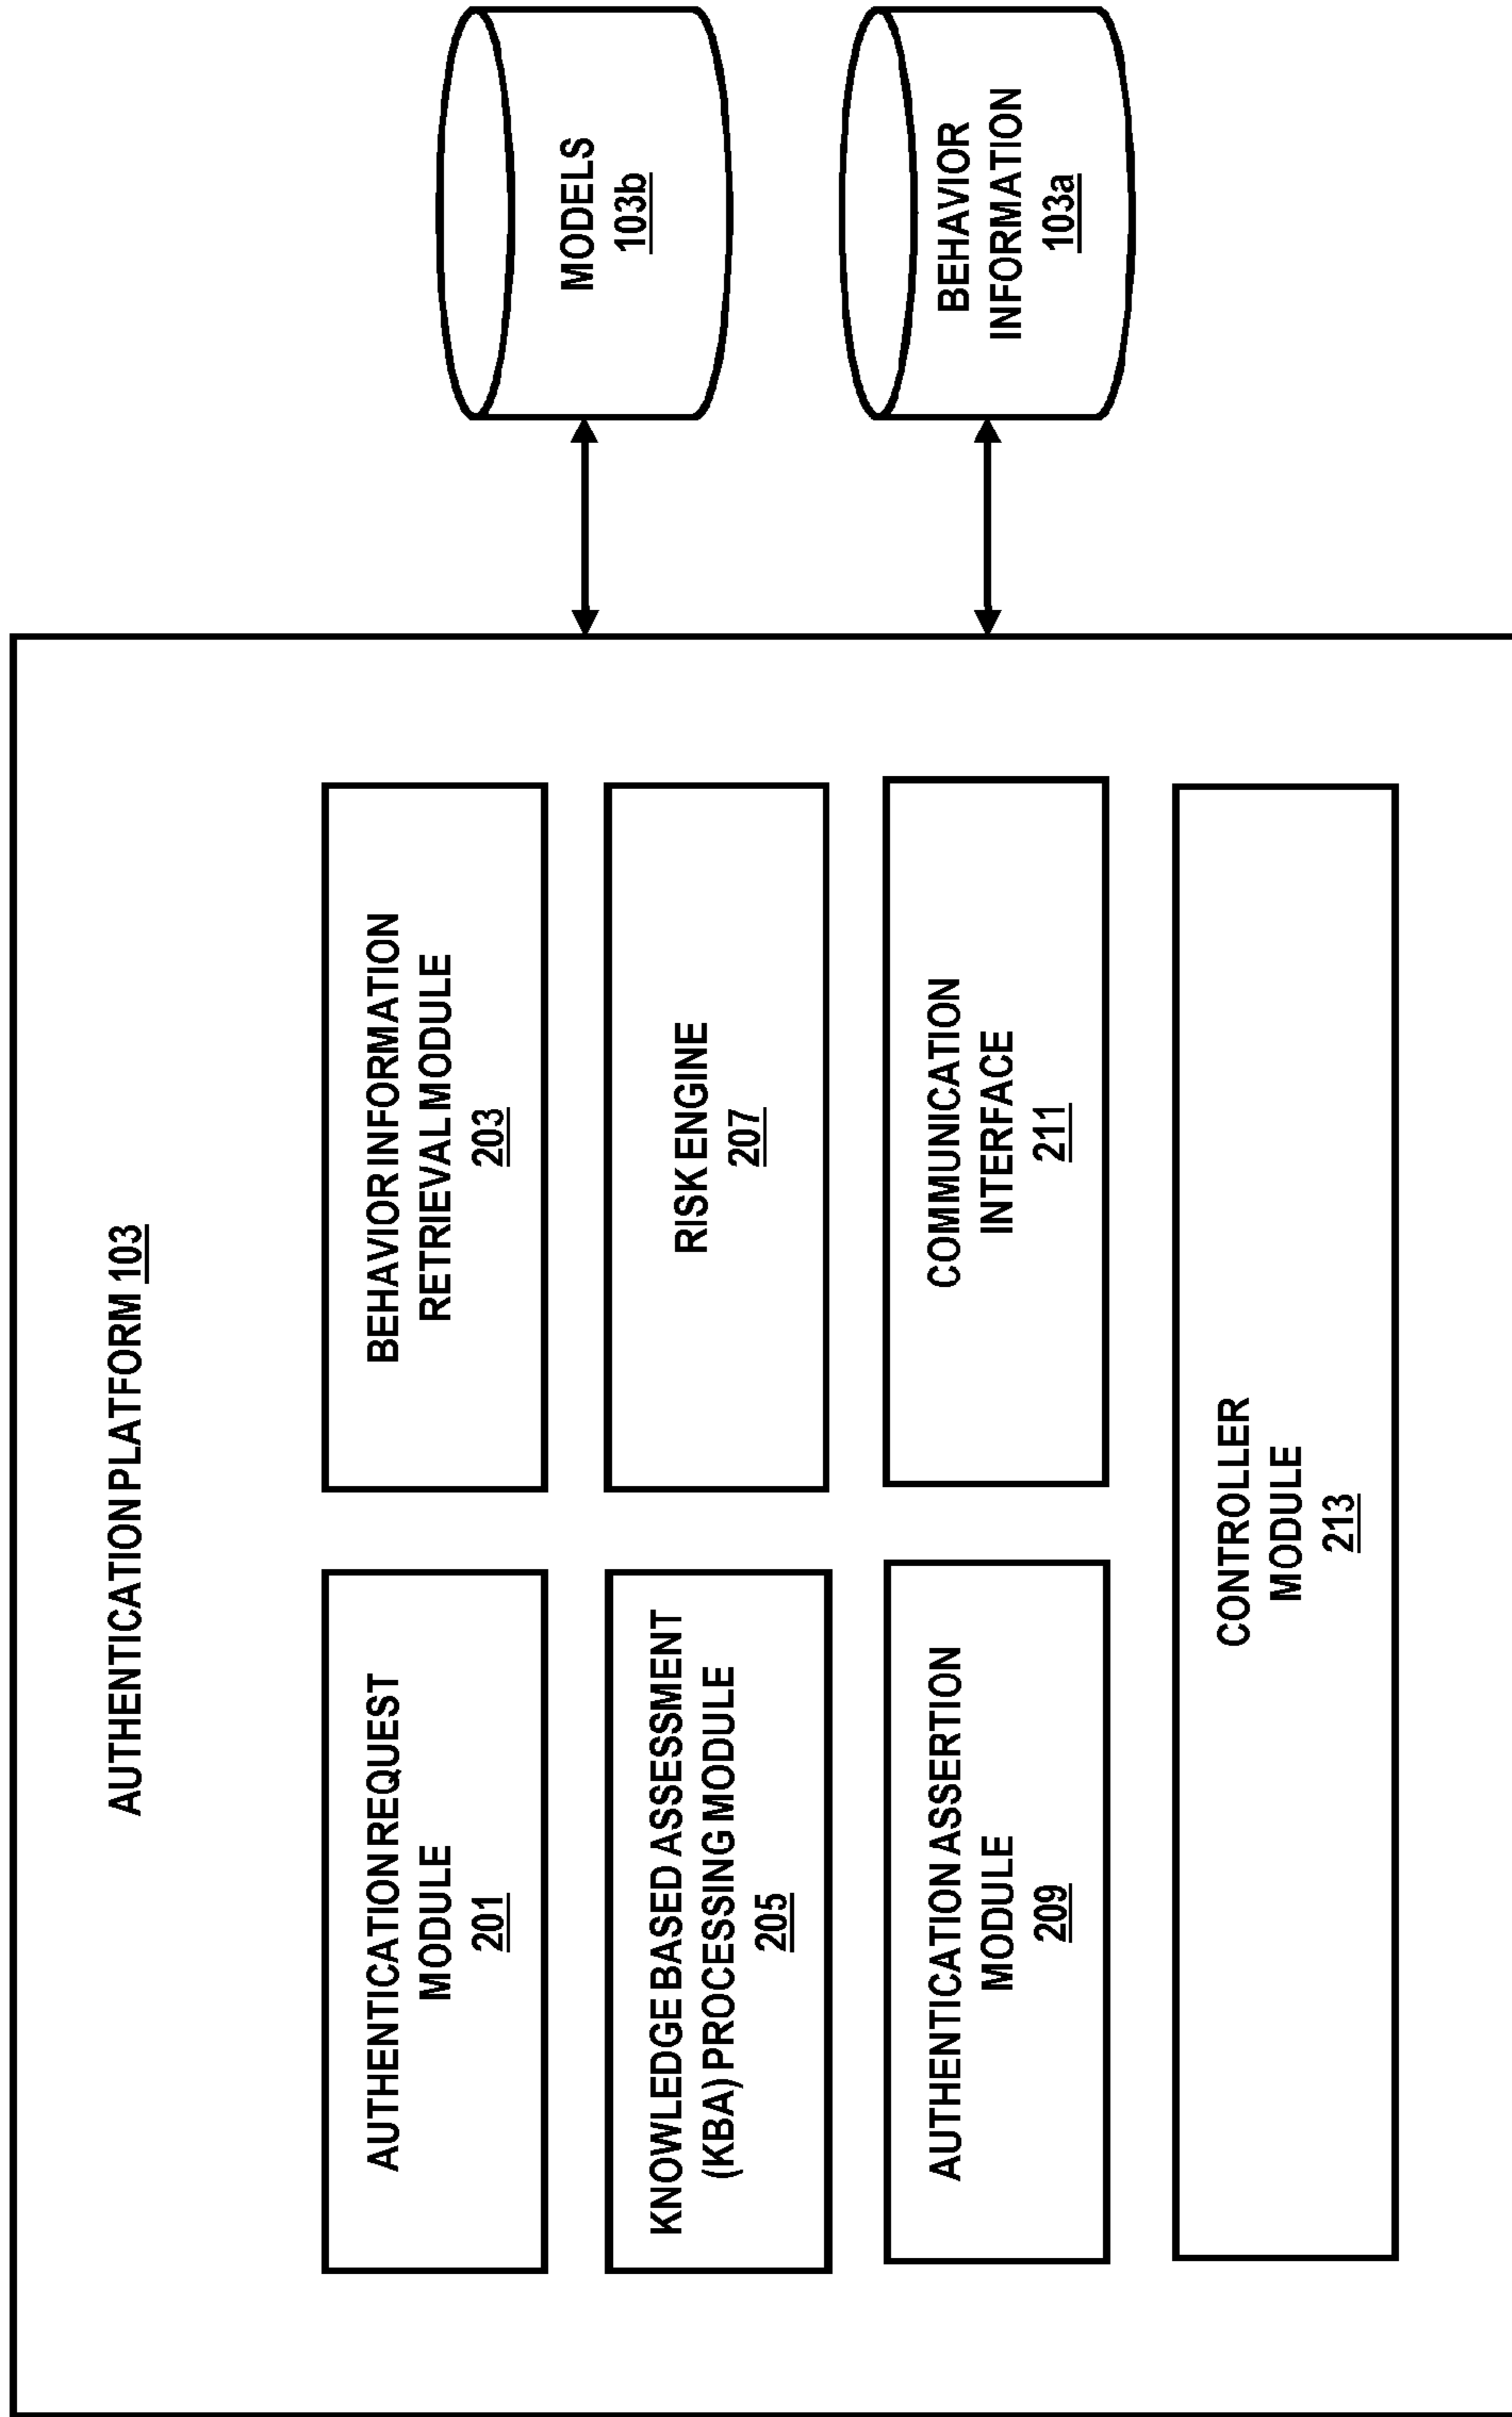 AUTHENTICATION PLATFORM 103
AUTHENTICATION REQUEST
MODULE
201
BEHAVIOR INFORMATION
RETRIEVAL MODULE
203
KNOWLEDGE BASED ASSESSMENT
(KBA) PROCESSING MODULE
205
RISK ENGINE
207
AUTHENTICATION ASSERTION
MODULE
209
COMMUNICATION
INTERFACE
211
CONTROLLER
MODULE
213
MODELS
103b
BEHAVIOR
INFORMATION
103a